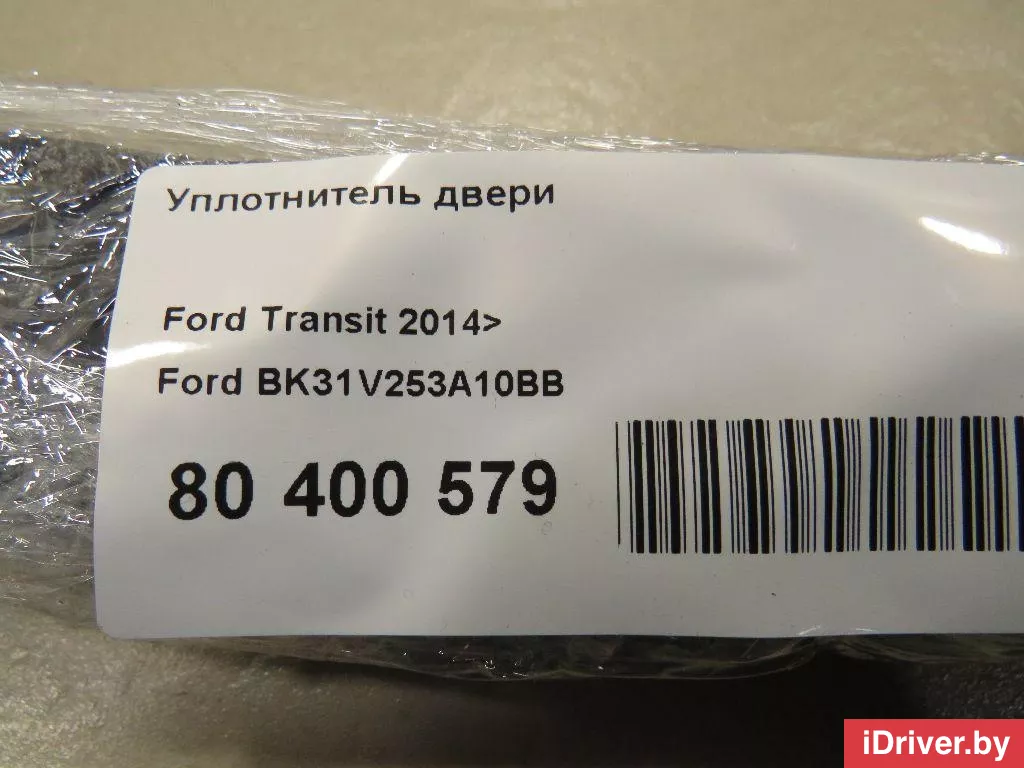 Уплотнитель двери
Ford Transit 2014>
Ford BK31V253A10BB
80 400 579
iDriver.by